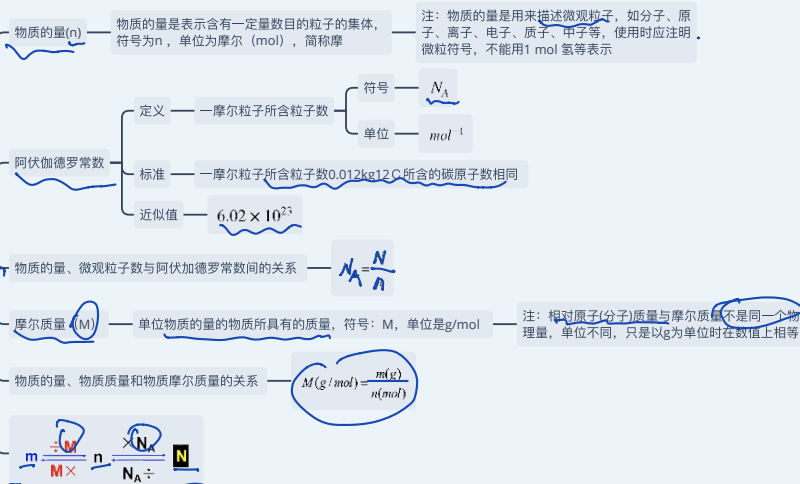 物质的量(n)
物质的量是表示含有一定量数目的粒子的集体，
符号为n ，单位为摩尔（mol），简称摩
注：物质的量是用来描述微观粒子，如分子、原
子、离子、电子、质子、中子等，使用时应注明
微粒符号，不能用1 mol 氢等表示
阿伏伽德罗常数
定义
一摩尔粒子所含粒子数
符号
N_A
单位
mol⁻¹
标准
一摩尔粒子所含粒子数0.012kg12 C 所含的碳原子数相同
近似值
6.02 × 10²³
物质的量、微观粒子数与阿伏加德罗常数间的关系
N_A = N/n
摩尔质量（M）
单位物质的量的物质所具有的质量，符号：M，单位是g/mol
注：相对原子(分子)质量与摩尔质量不是同一个物
理量，单位不同，只是以g为单位时在数值上相等
物质的量、物质质量和物质摩尔质量的关系
M(g/mol) = m(g)/n(mol)
m ÷M M× n ×N_A N_A÷ N